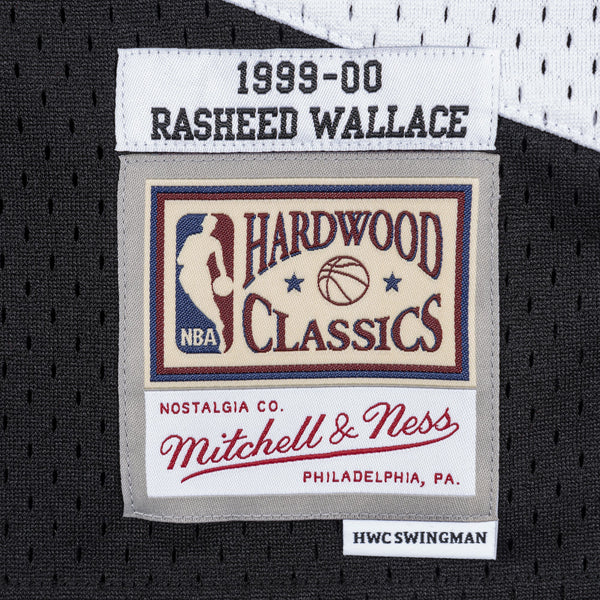 1999-00
RASHEED WALLACE
NBA
HARDWOOD
CLASSICS
NOSTALGIA CO.
Mitchell & Ness
PHILADELPHIA, PA.
HWC SWINGMAN